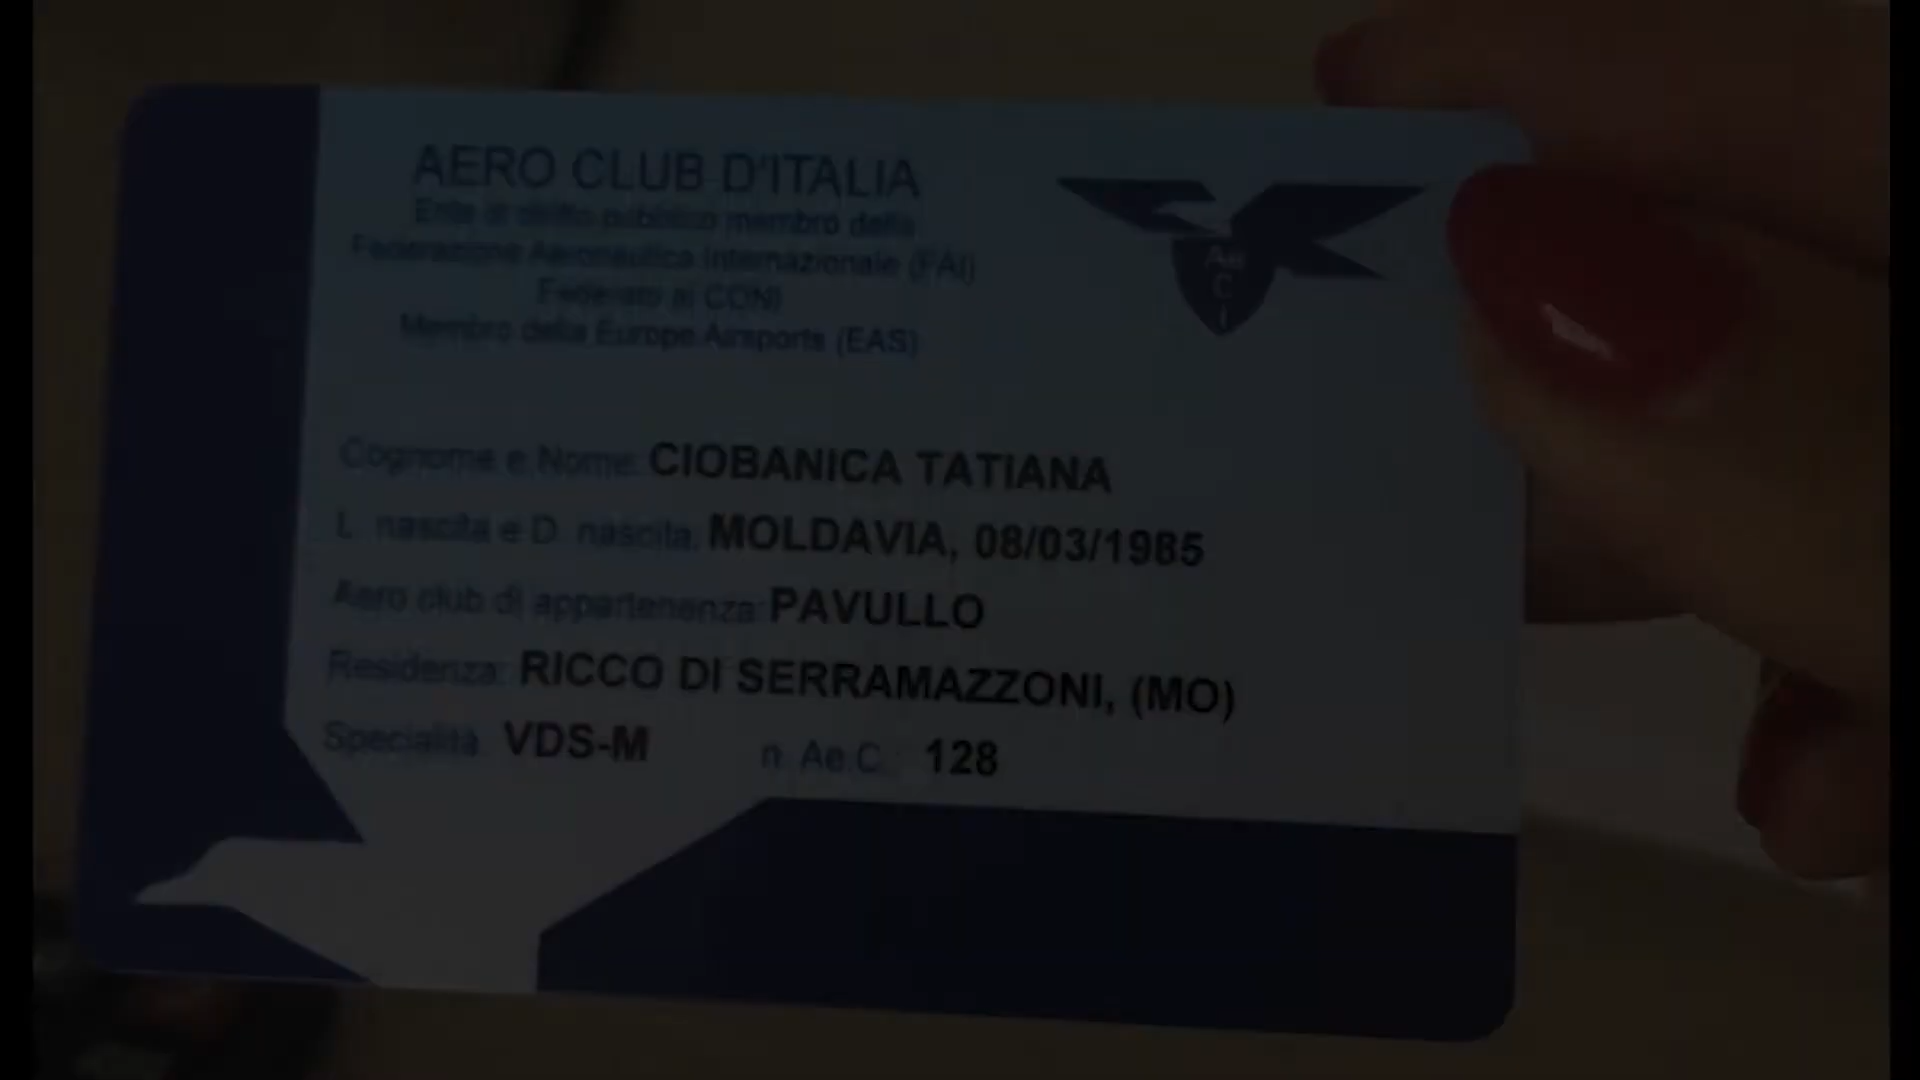 AERO CLUB D'ITALIA
Ente di diritto pubblico membro della
Federazione Aeronautica Internazionale (FAI)
Federato al CONI
Membro della Europe Airsports (EAS)
Ae
C
I
Cognome e Nome: CIOBANICA TATIANA
L. nascita e D. nascita: MOLDAVIA, 08/03/1985
Aero club di appartenenza: PAVULLO
Residenza: RICCO DI SERRAMAZZONI, (MO)
Specialità: VDS-M n. Ae.C.: 128